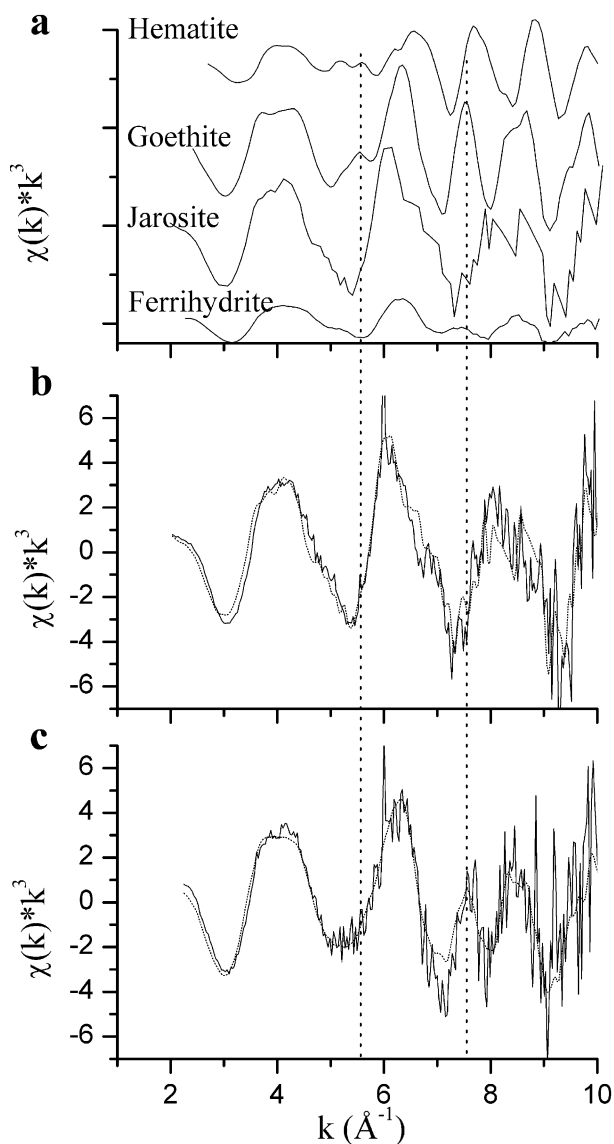 a
Hematite
Goethite
Jarosite
Ferrihydrite
χ(k)*k³
b
6
4
2
0
-2
-4
-6
χ(k)*k³
c
6
4
2
0
-2
-4
-6
χ(k)*k³
2 4 6 8 10
k (Å⁻¹)